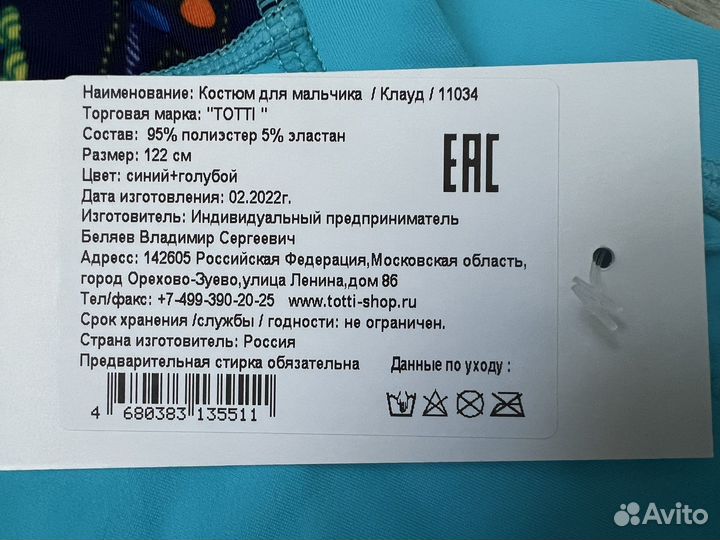 Наименование: Костюм для мальчика / Клауд / 11034
Торговая марка: "TOTTI "
Состав: 95% полиэстер 5% эластан
Размер: 122 см
Цвет: синий+голубой
Дата изготовления: 02.2022г.
Изготовитель: Индивидуальный предприниматель
Беляев Владимир Сергеевич
Адресс: 142605 Российская Федерация,Московская область,
город Орехово-Зуево,улица Ленина,дом 86
Тел/факс: +7-499-390-20-25 www.totti-shop.ru
Срок хранения /службы / годности: не ограничен.
Страна изготовитель: Россия
Предварительная стирка обязательна
Данные по уходу :
EAC
4 680383 135511
Avito